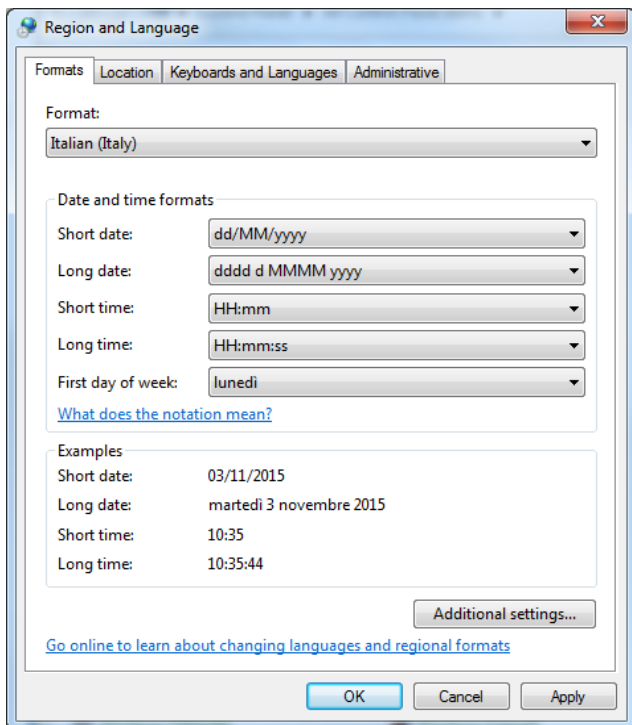 Region and Language
Formats Location Keyboards and Languages Administrative
Format:
Italian (Italy)
Date and time formats
Short date: dd/MM/yyyy
Long date: dddd d MMMM yyyy
Short time: HH:mm
Long time: HH:mm:ss
First day of week: lunedì
What does the notation mean?
Examples
Short date: 03/11/2015
Long date: martedì 3 novembre 2015
Short time: 10:35
Long time: 10:35:44
Additional settings...
Go online to learn about changing languages and regional formats
OK Cancel Apply